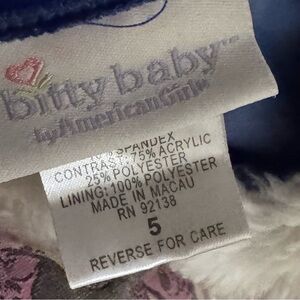 bitty baby™
by American Girl®
SPANDEX
CONTRAST: 75% ACRYLIC
25% POLYESTER
LINING: 100% POLYESTER
MADE IN MACAU
RN 92138
5
REVERSE FOR CARE